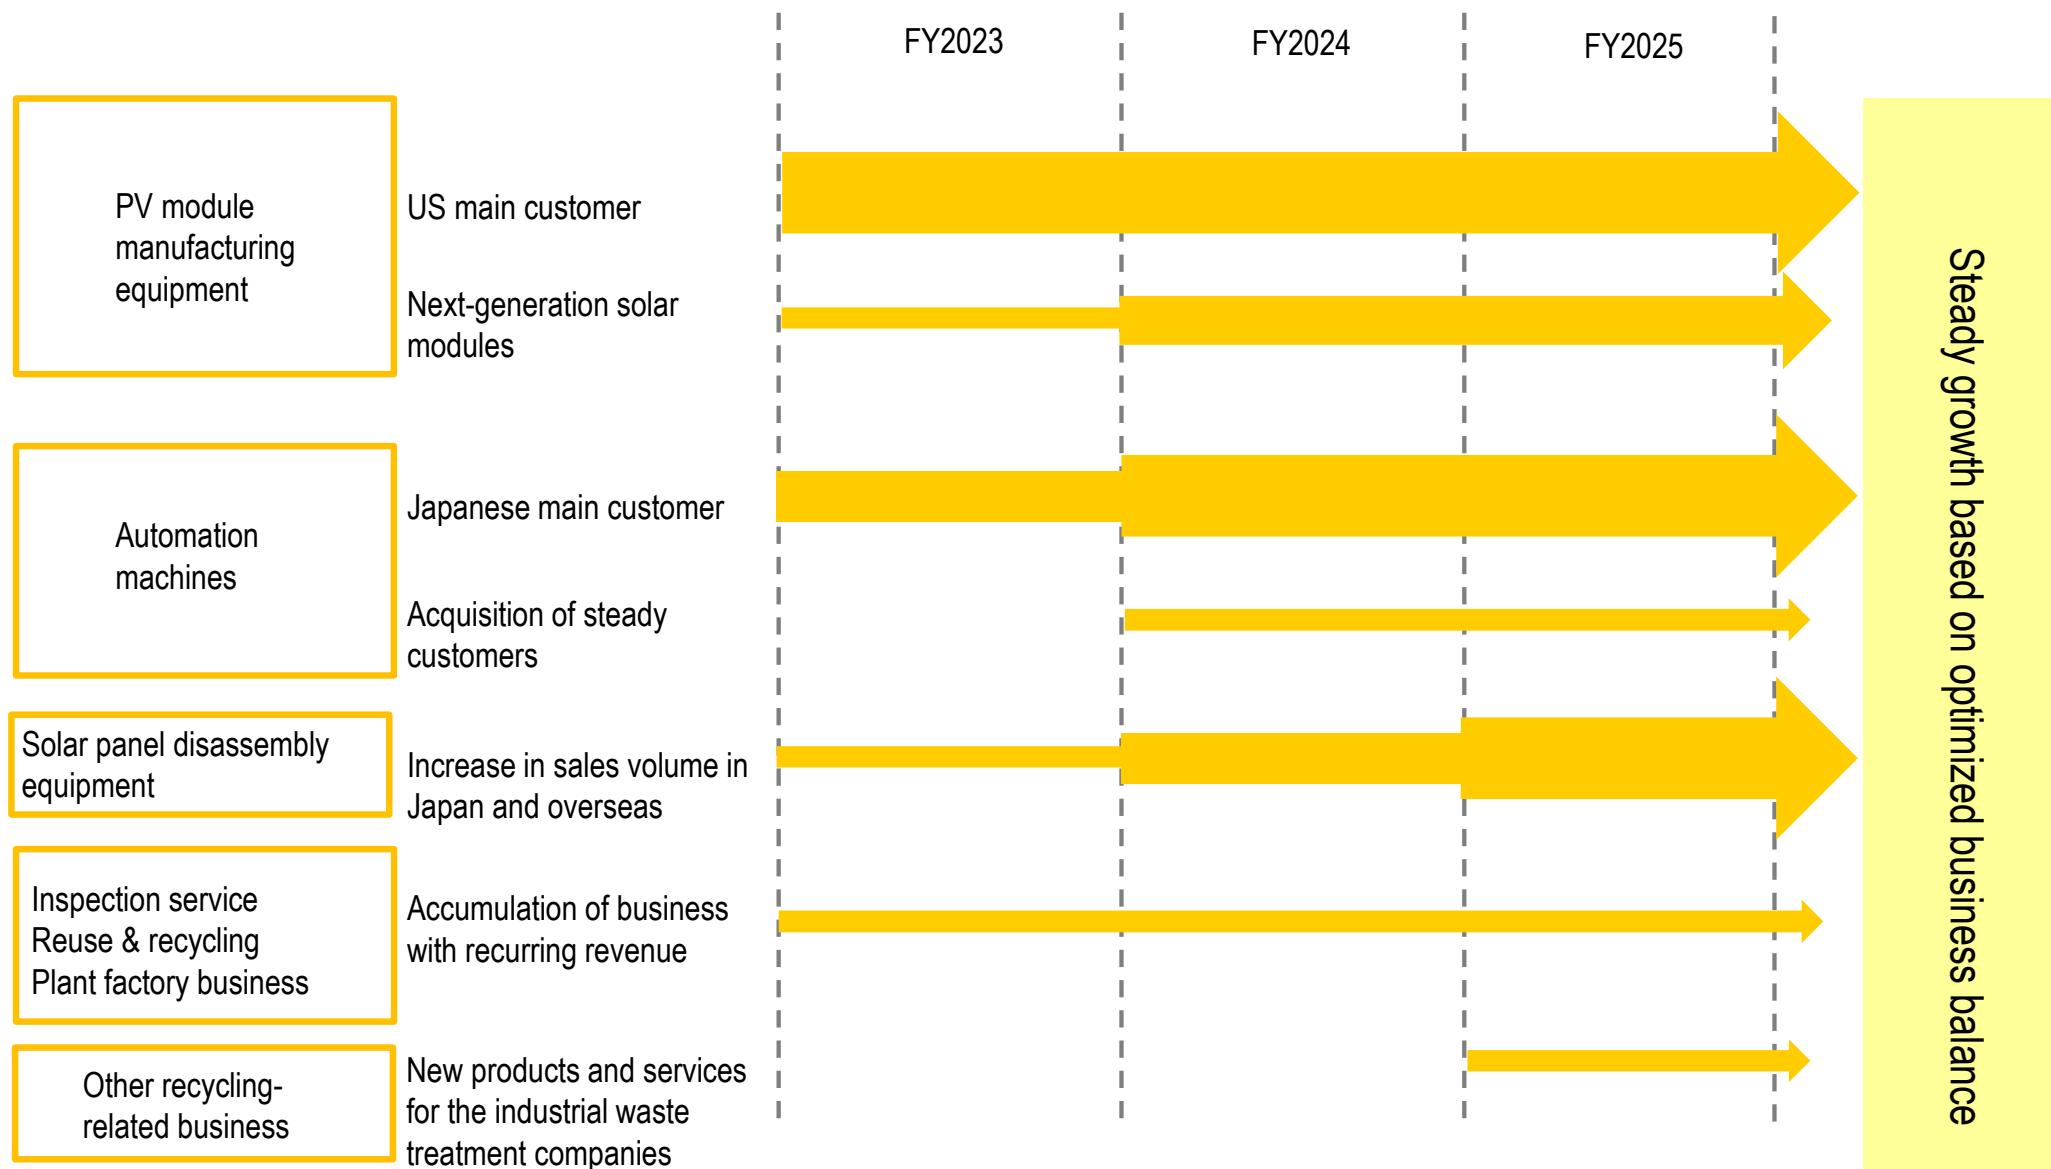 FY2023
FY2024
FY2025
PV module
manufacturing
equipment
US main customer
Next-generation solar
modules
Automation
machines
Japanese main customer
Acquisition of steady
customers
Solar panel disassembly
equipment
Increase in sales volume in
Japan and overseas
Inspection service
Reuse & recycling
Plant factory business
Accumulation of business
with recurring revenue
Other recycling-
related business
New products and services
for the industrial waste
treatment companies
Steady growth based on optimized business balance